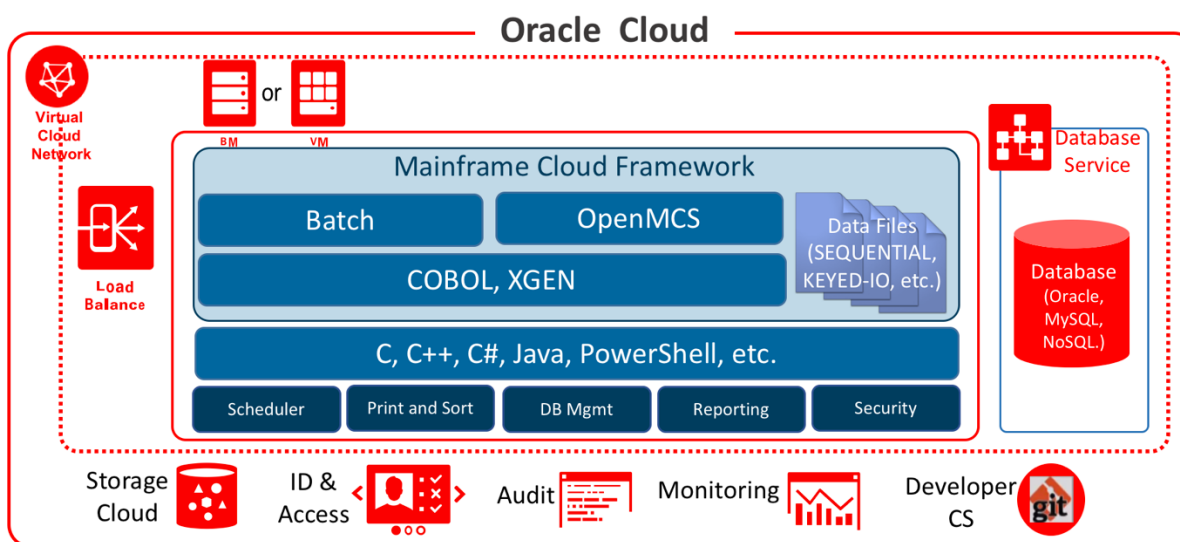 Oracle Cloud
Virtual
Cloud
Network
or
BM
VM
Load
Balance
Mainframe Cloud Framework
Batch
OpenMCS
COBOL, XGEN
Data Files
(SEQUENTIAL,
KEYED-IO, etc.)
C, C++, C#, Java, PowerShell, etc.
Scheduler
Print and Sort
DB Mgmt
Reporting
Security
Database
Service
Database
(Oracle,
MySQL,
NoSQL.)
Storage
Cloud
ID &
Access
Audit
Monitoring
Developer
CS
git